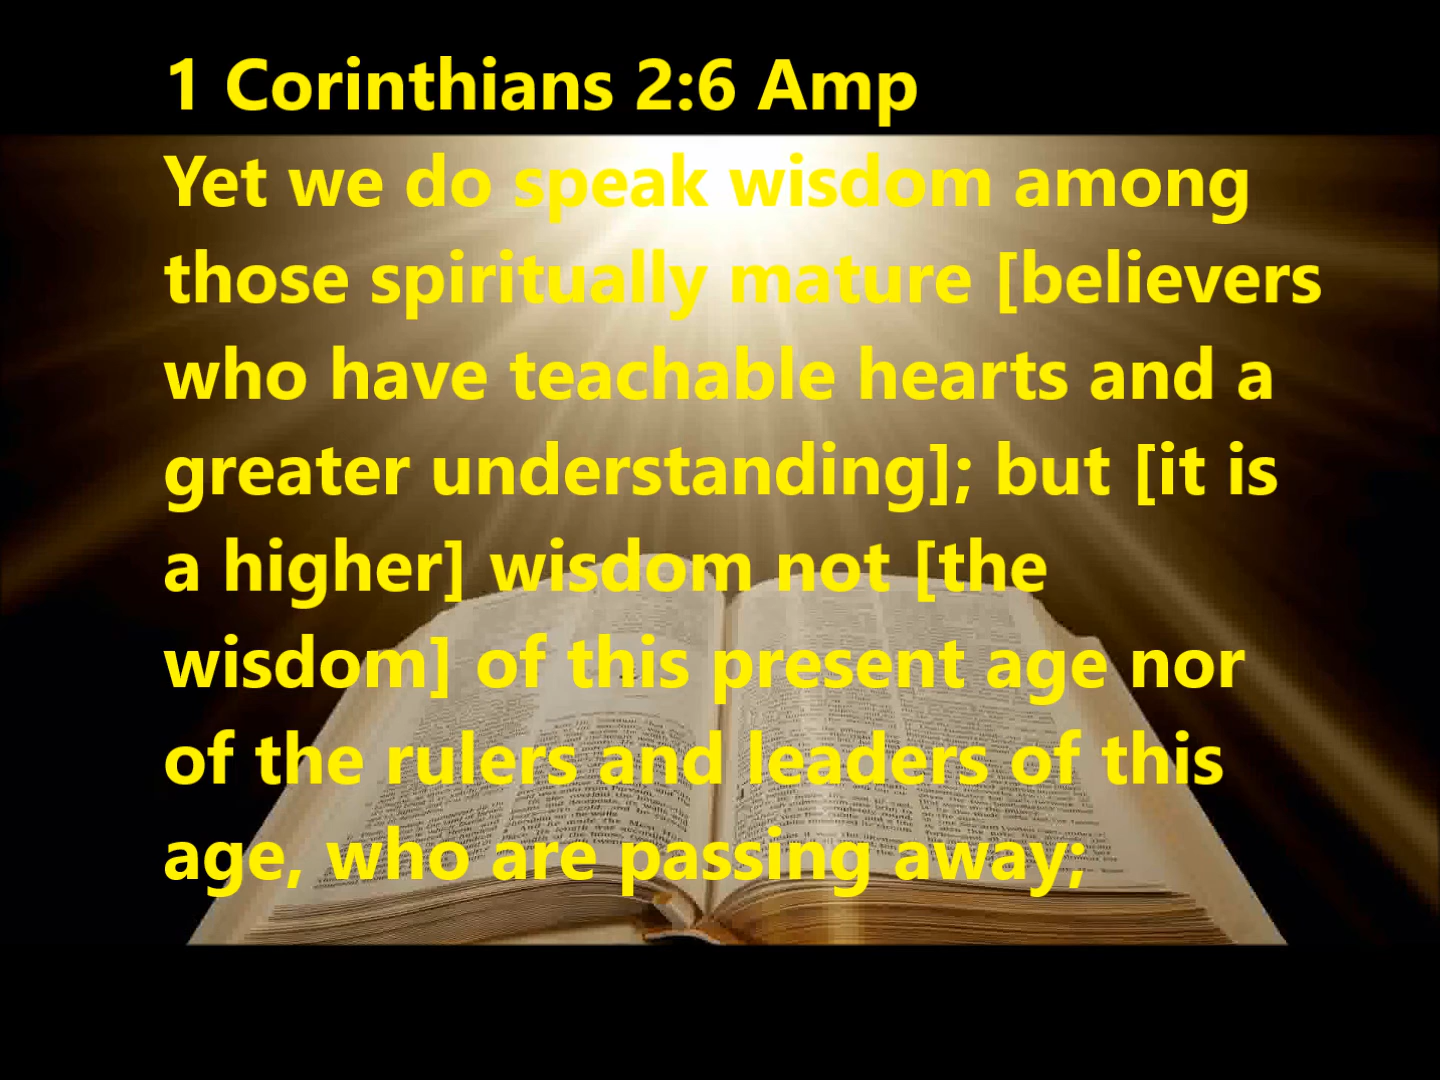 1 Corinthians 2:6 Amp
Yet we do speak wisdom among
those spiritually mature [believers
who have teachable hearts and a
greater understanding]; but [it is
a higher] wisdom not [the
wisdom] of this present age nor
of the rulers and leaders of this
age, who are passing away;